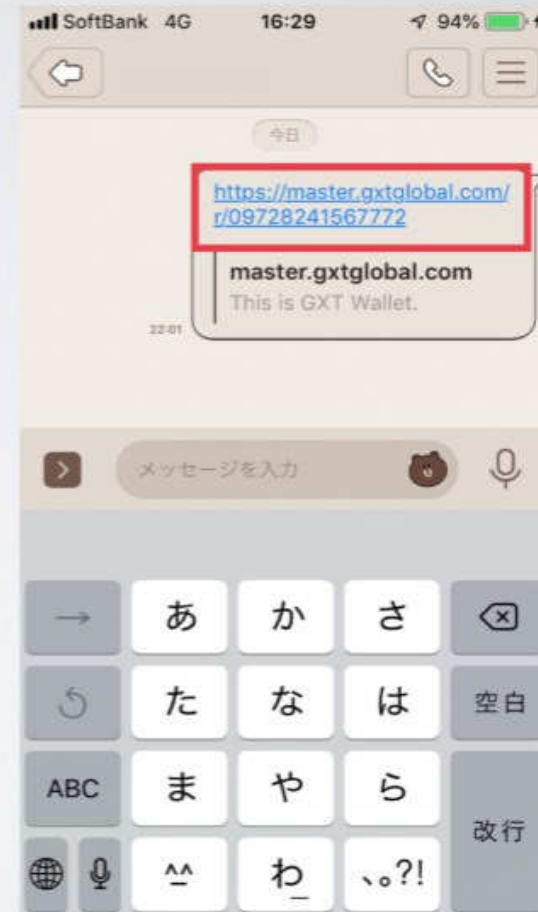 SoftBank 4G 16:29 94%
今日
https://master.gxtglobal.com/
r/09728241567772
master.gxtglobal.com
This is GXT Wallet.
22:01
メッセージを入力
→ あ か さ
た な は 空白
ABC ま や ら 改行
^^ わ_ 、。?!